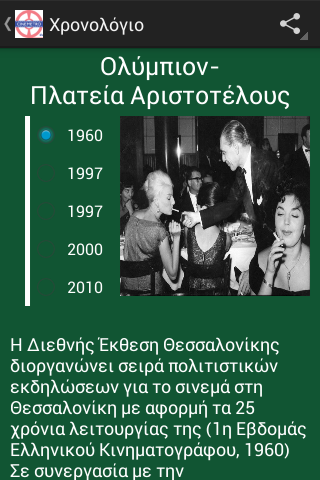 CINEMETRO
Χρονολόγιο
Ολύμπιον-
Πλατεία Αριστοτέλους
1960
1997
1997
2000
2010
Η Διεθνής Έκθεση Θεσσαλονίκης
διοργανώνει σειρά πολιτιστικών
εκδηλώσεων για το σινεμά στη
Θεσσαλονίκη με αφορμή τα 25
χρόνια λειτουργίας της (1η Εβδομάς
Ελληνικού Κινηματογράφου, 1960)
Σε συνεργασία με την